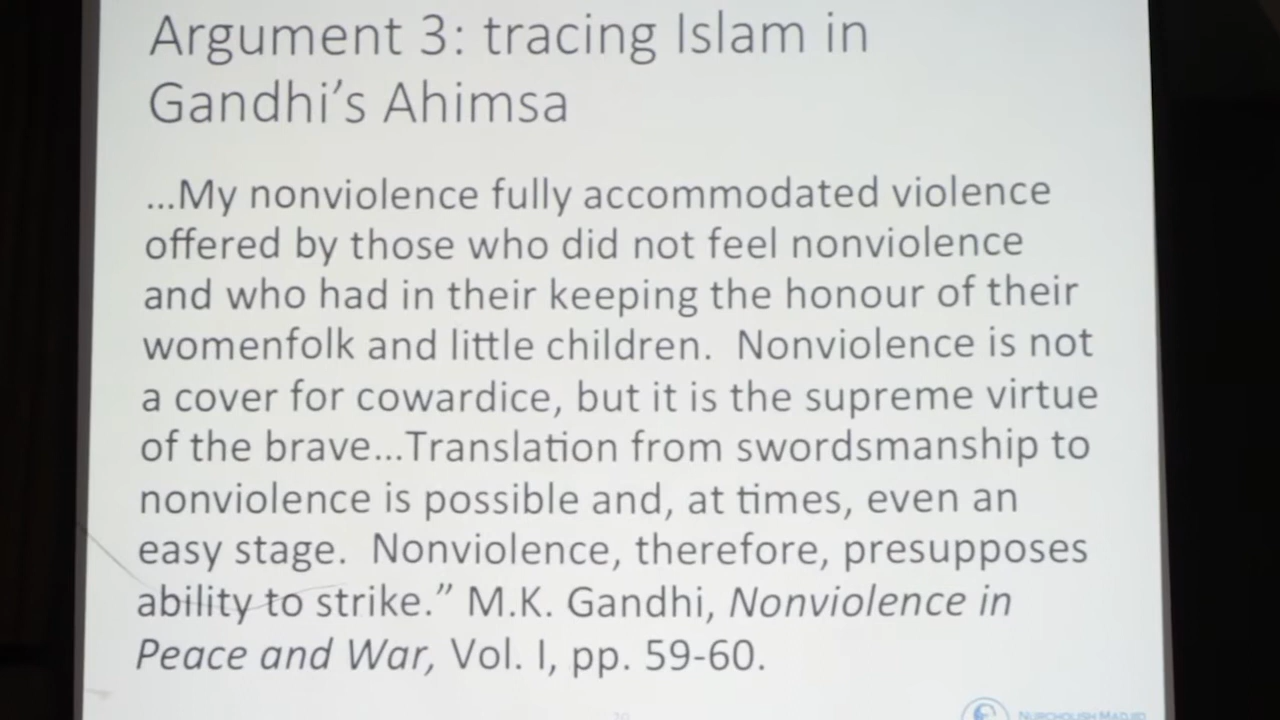 Argument 3: tracing Islam in
Gandhi's Ahimsa
...My nonviolence fully accommodated violence
offered by those who did not feel nonviolence
and who had in their keeping the honour of their
womenfolk and little children.  Nonviolence is not
a cover for cowardice, but it is the supreme virtue
of the brave...Translation from swordsmanship to
nonviolence is possible and, at times, even an
easy stage.  Nonviolence, therefore, presupposes
ability to strike.” M.K. Gandhi, Nonviolence in
Peace and War, Vol. I, pp. 59-60.
NURCHOLISH MADJID